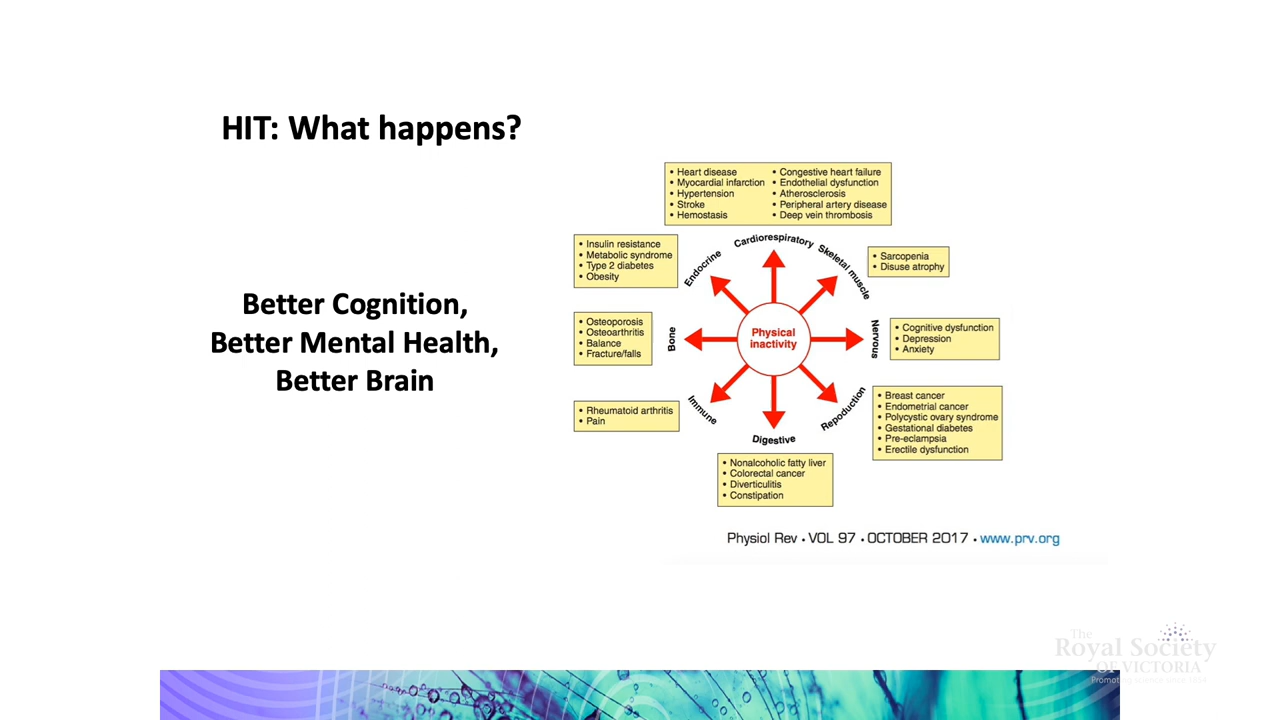 HIT: What happens?
Better Cognition,
Better Mental Health,
Better Brain
• Heart disease
• Myocardial infarction
• Hypertension
• Stroke
• Hemostasis
• Congestive heart failure
• Endothelial dysfunction
• Atherosclerosis
• Peripheral artery disease
• Deep vein thrombosis
Cardiorespiratory
• Insulin resistance
• Metabolic syndrome
• Type 2 diabetes
• Obesity
Endocrine
Skeletal muscle
• Sarcopenia
• Disuse atrophy
• Osteoporosis
• Osteoarthritis
• Balance
• Fracture/falls
Bone
Physical
inactivity
Nervous
• Cognitive dysfunction
• Depression
• Anxiety
• Rheumatoid arthritis
• Pain
Immune
Digestive
• Nonalcoholic fatty liver
• Colorectal cancer
• Diverticulitis
• Constipation
Repoduction
• Breast cancer
• Endometrial cancer
• Polycystic ovary syndrome
• Gestational diabetes
• Pre-eclampsia
• Erectile dysfunction
Physiol Rev • VOL 97 • OCTOBER 2017 • www.prv.org
The
Royal Society
OF VICTORIA
Promoting science since 1854